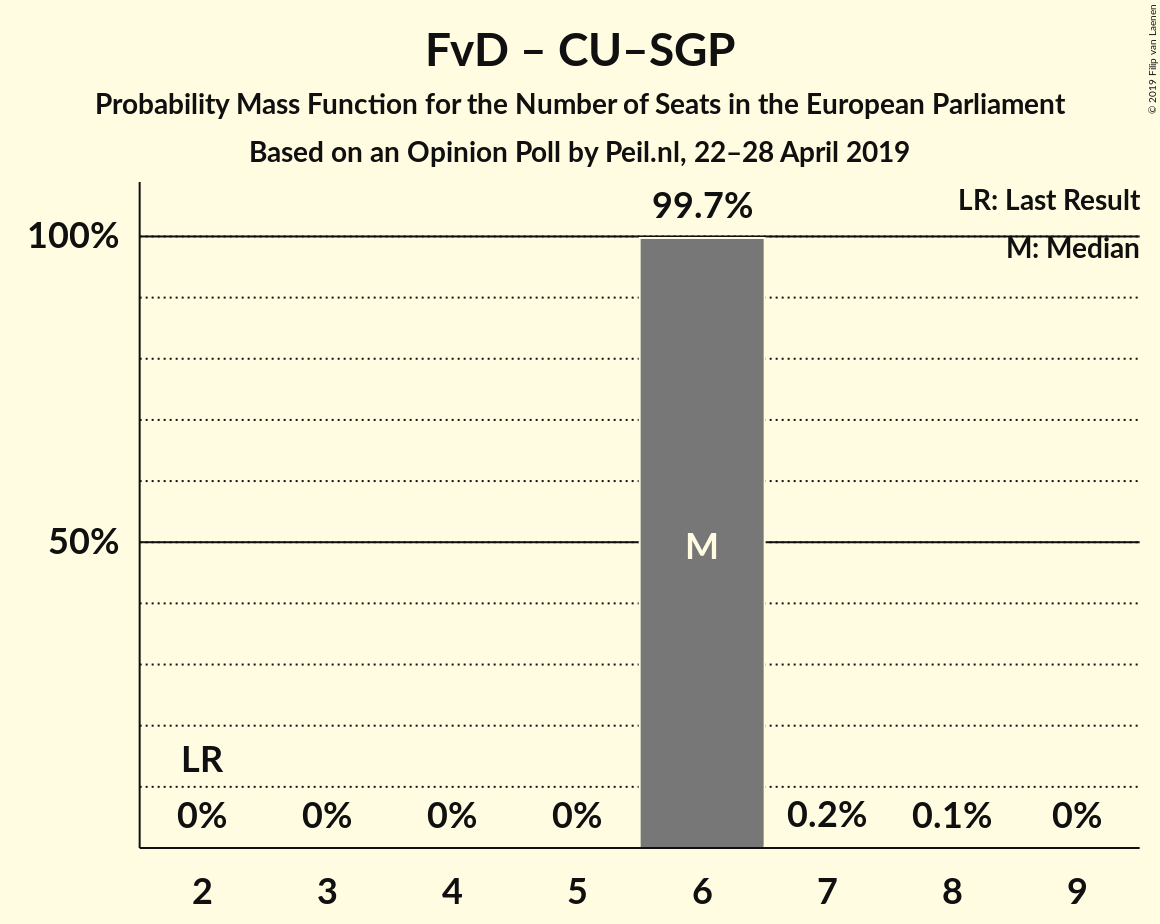 FvD – CU–SGP
Probability Mass Function for the Number of Seats in the European Parliament
Based on an Opinion Poll by Peil.nl, 22–28 April 2019
© 2019 Filip van Laenen
LR: Last Result
M: Median
99.7%
100%
50%
M
LR
0% 0% 0% 0% 0.2% 0.1% 0%
2 3 4 5 6 7 8 9